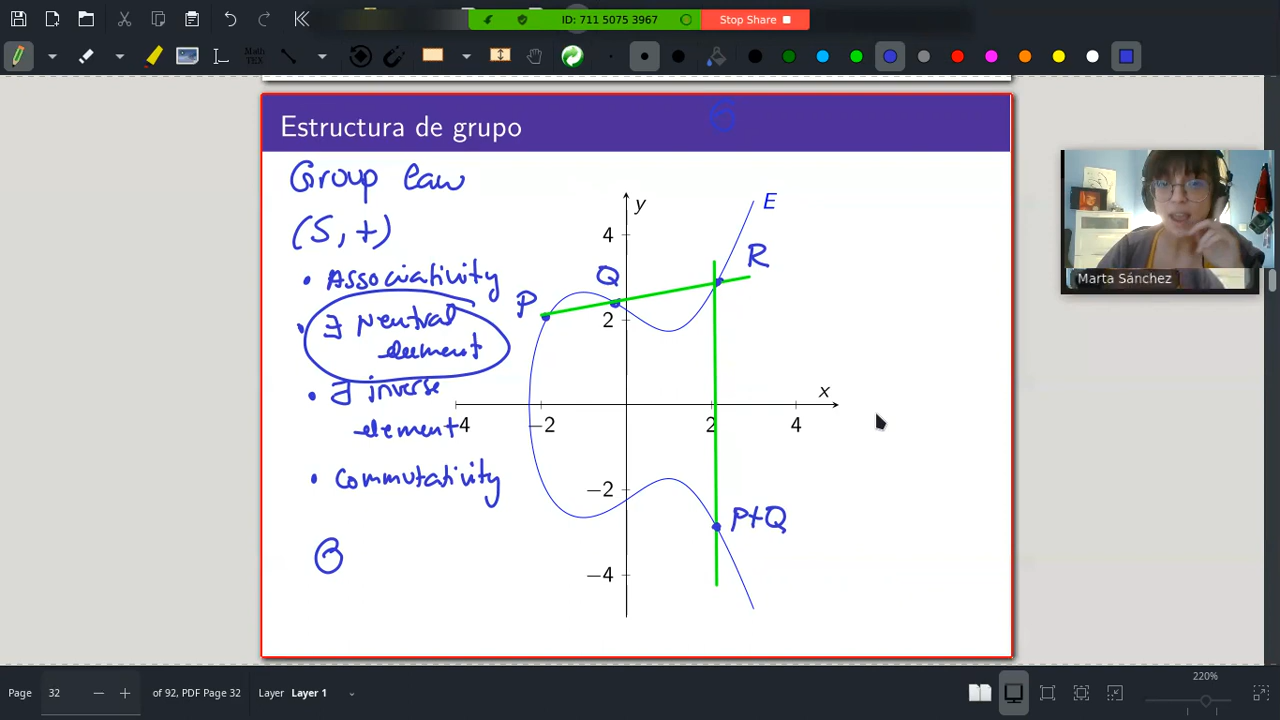 ID: 711 5075 3967
Stop Share
Math
TEX
Estructura de grupo
Group law
(S, +)
• Associativity
• ∃ Neutral
element
• ∃ inverse
element
• Commutativity
y
E
x
4
2
−2
−4
−4
−2
2
4
P
Q
R
P+Q
Marta Sánchez
Page
32
of 92, PDF Page 32
Layer
Layer 1
220%